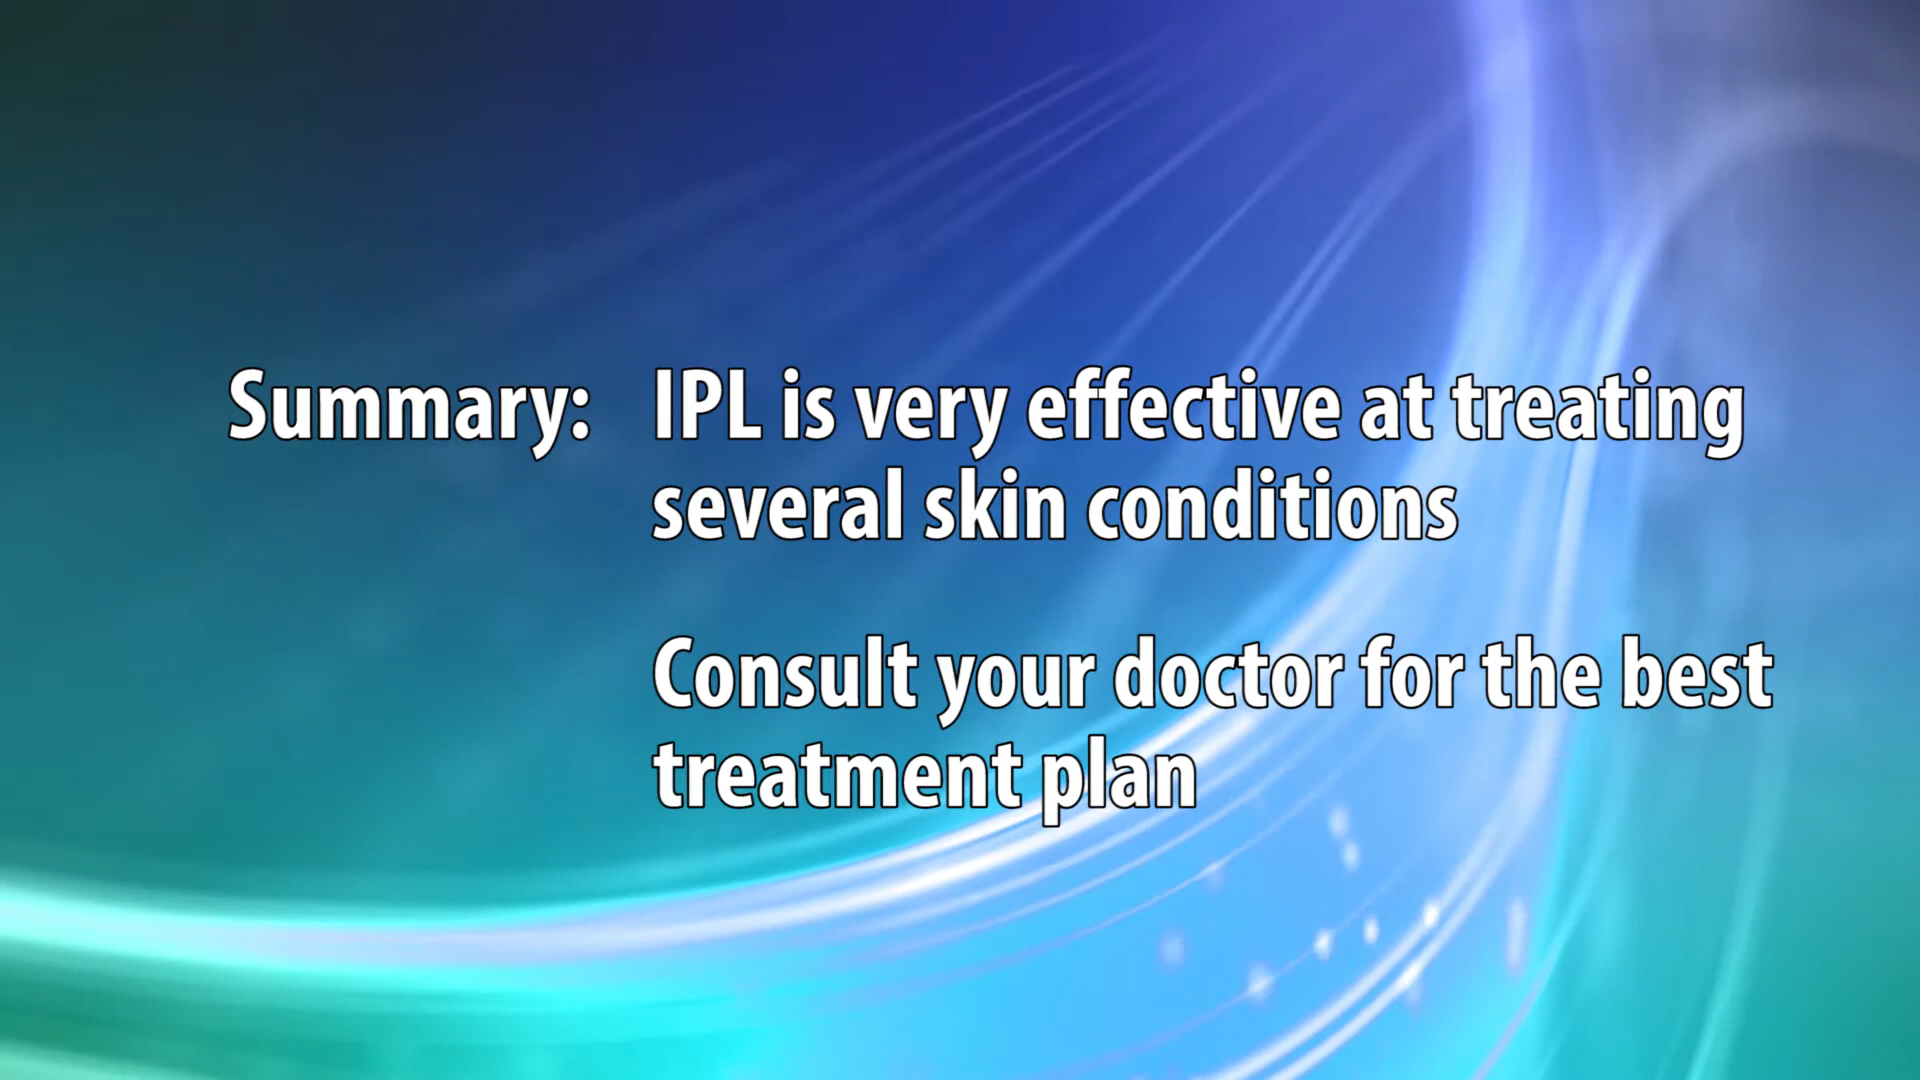 Summary: IPL is very effective at treating
several skin conditions
Consult your doctor for the best
treatment plan